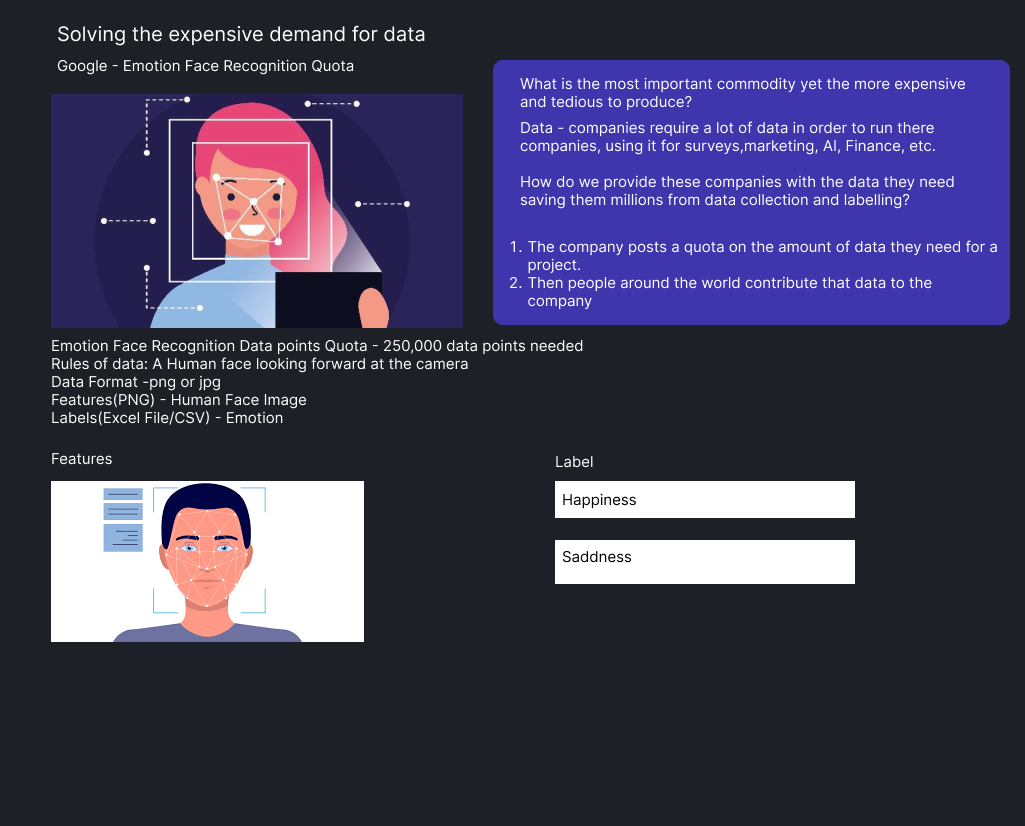 Solving the expensive demand for data
Google - Emotion Face Recognition Quota
What is the most important commodity yet the more expensive
and tedious to produce?
Data - companies require a lot of data in order to run there
companies, using it for surveys,marketing, AI, Finance, etc.
How do we provide these companies with the data they need
saving them millions from data collection and labelling?
1. The company posts a quota on the amount of data they need for a
project.
2. Then people around the world contribute that data to the
company
Emotion Face Recognition Data points Quota - 250,000 data points needed
Rules of data: A Human face looking forward at the camera
Data Format -png or jpg
Features(PNG) - Human Face Image
Labels(Excel File/CSV) - Emotion
Features
Label
Happiness
Saddness